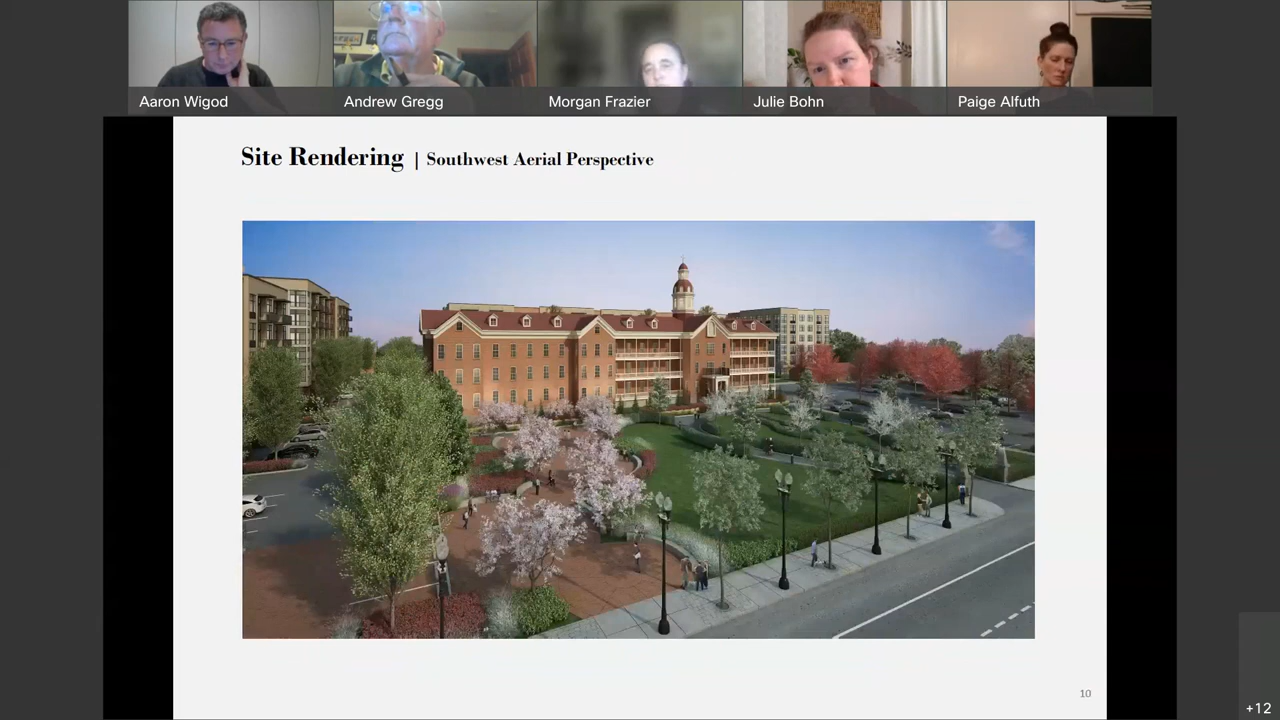 Aaron Wigod
Andrew Gregg
Morgan Frazier
Julie Bohn
Paige Alfuth
Site Rendering | Southwest Aerial Perspective
10
+12